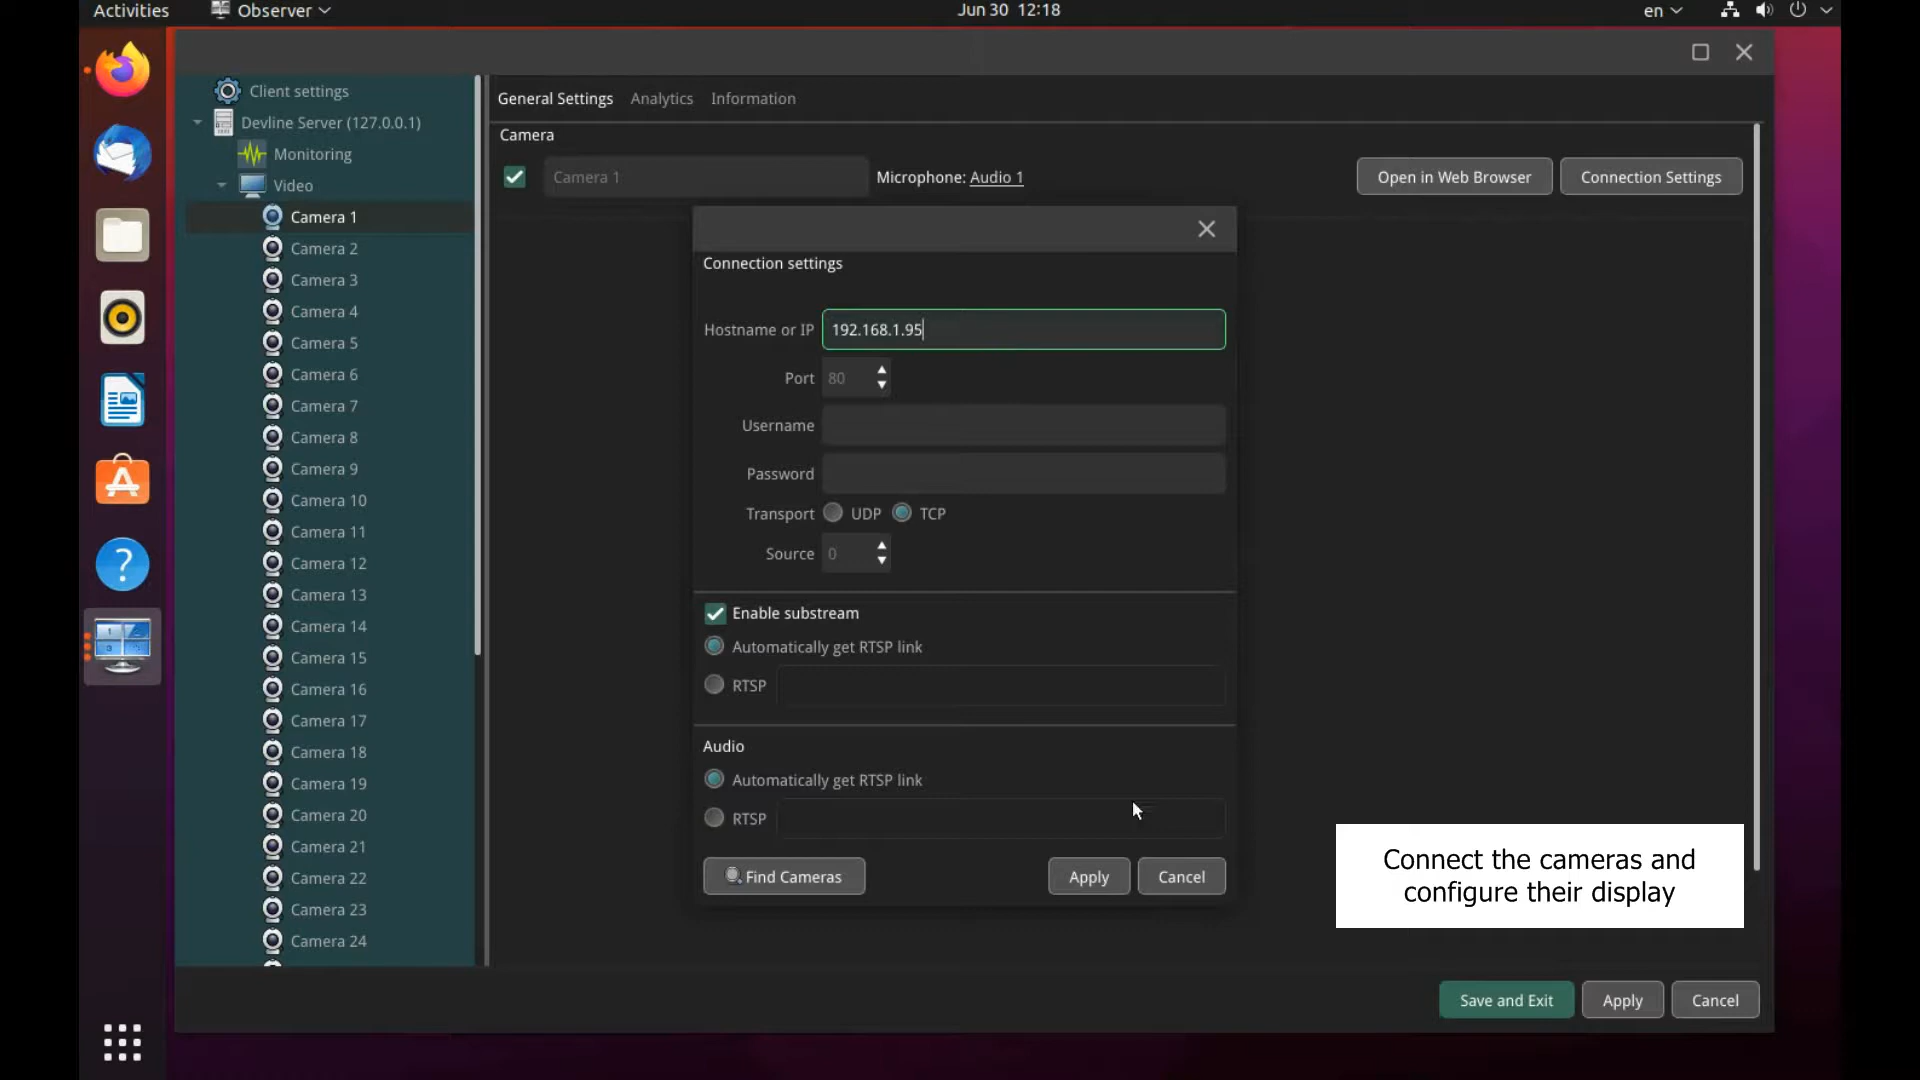 Activities
Observer
Jun 30 12:18
en
Client settings
Devline Server (127.0.0.1)
Monitoring
Video
Camera 1
Camera 2
Camera 3
Camera 4
Camera 5
Camera 6
Camera 7
Camera 8
Camera 9
Camera 10
Camera 11
Camera 12
Camera 13
Camera 14
Camera 15
Camera 16
Camera 17
Camera 18
Camera 19
Camera 20
Camera 21
Camera 22
Camera 23
Camera 24
General Settings Analytics Information
Camera
Camera 1
Microphone: Audio 1
Open in Web Browser
Connection Settings
Connection settings
Hostname or IP 192.168.1.95
Port 80
Username
Password
Transport UDP TCP
Source 0
Enable substream
Automatically get RTSP link
RTSP
Audio
Automatically get RTSP link
RTSP
Find Cameras
Apply
Cancel
Connect the cameras and
configure their display
Save and Exit
Apply
Cancel